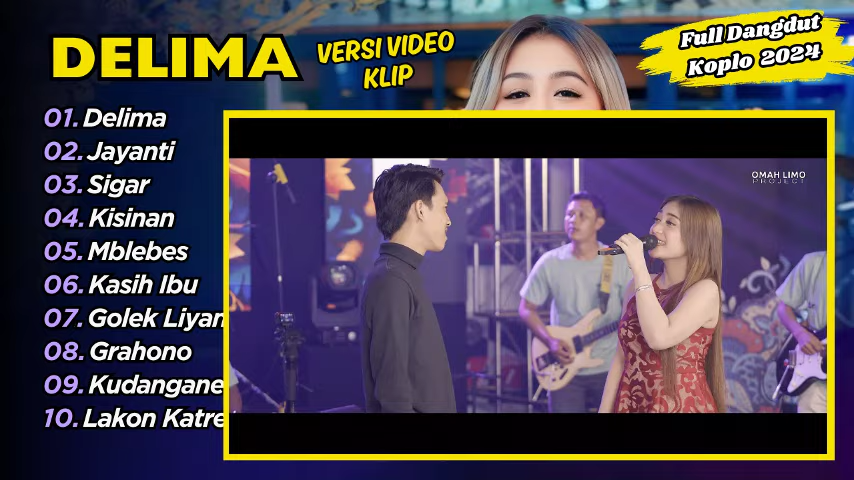 DELIMA
VERSI VIDEO
KLIP
Full Dangdut
Koplo 2024
01. Delima
02. Jayanti
03. Sigar
04. Kisinan
05. Mblebes
06. Kasih Ibu
07. Golek Liyan
08. Grahono
09. Kudangane
10. Lakon Katre
OMAH LIMO
PROJECT